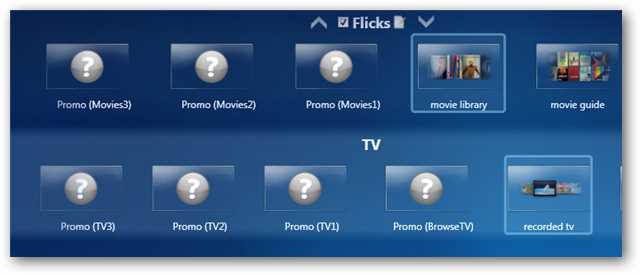 Flicks
Promo (Movies3) Promo (Movies2) Promo (Movies1) movie library movie guide
TV
Promo (TV3) Promo (TV2) Promo (TV1) Promo (BrowseTV) recorded tv